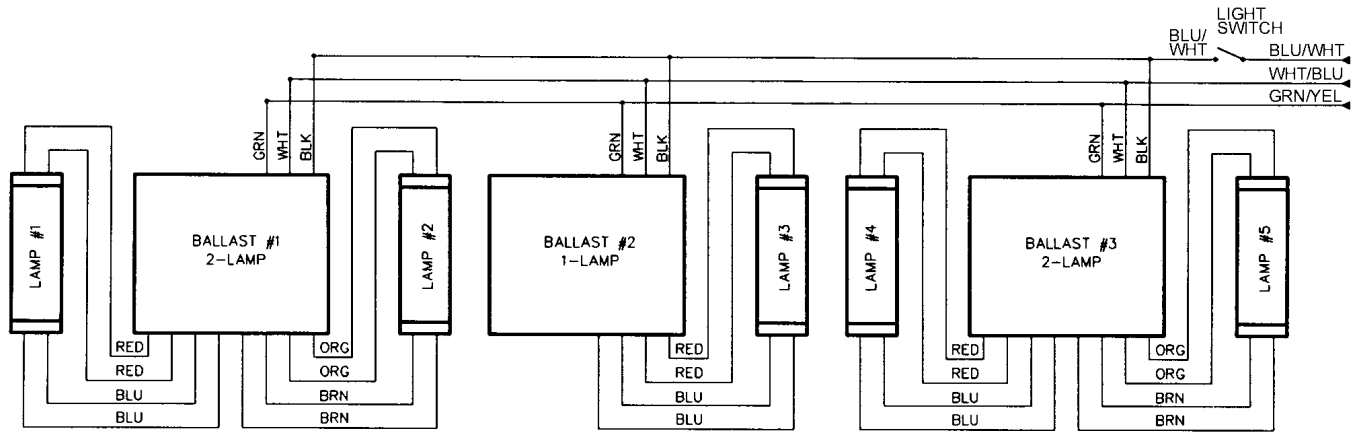 LIGHT
SWITCH
BLU/
WHT
BLU/WHT
WHT/BLU
GRN/YEL
GRN
WHT
BLK
GRN
WHT
BLK
GRN
WHT
BLK
LAMP #1
BALLAST #1
2-LAMP
LAMP #2
BALLAST #2
1-LAMP
LAMP #3
LAMP #4
BALLAST #3
2-LAMP
LAMP #5
RED
ORG
RED
ORG
BLU
BRN
BLU
BRN
RED
RED
BLU
BLU
RED
ORG
RED
ORG
BLU
BRN
BLU
BRN